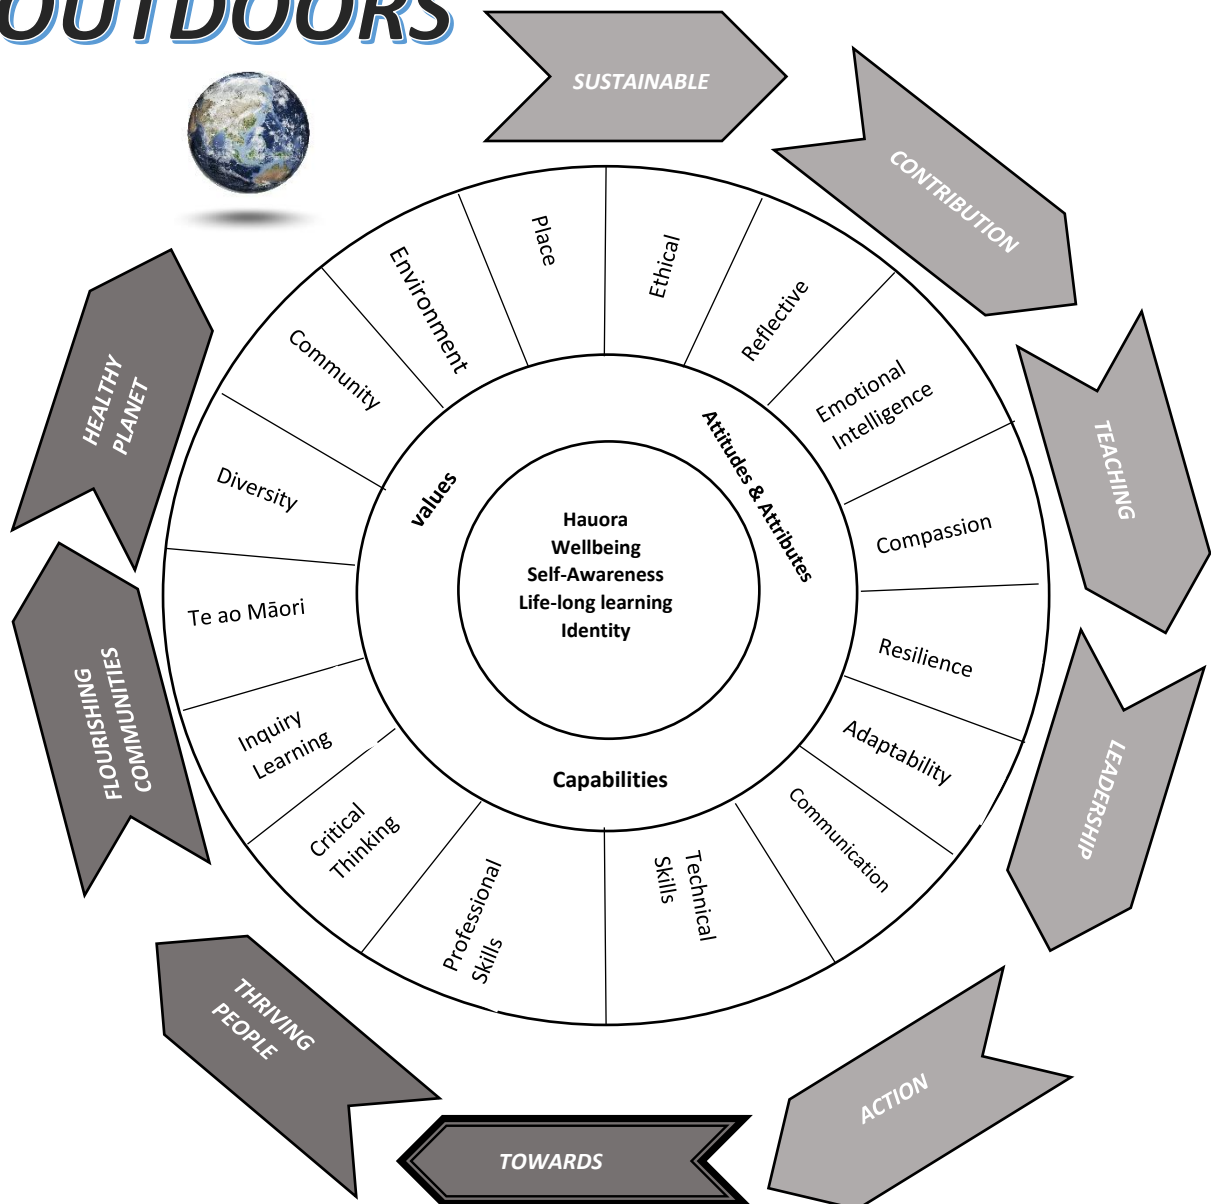 OUTDOORS
SUSTAINABLE
CONTRIBUTION
TEACHING
LEADERSHIP
ACTION
TOWARDS
THRIVING
PEOPLE
FLOURISHING
COMMUNITIES
HEALTHY
PLANET
Place
Ethical
Reflective
Emotional
Intelligence
Compassion
Resilience
Adaptability
Communication
Technical
Skills
Professional
Skills
Critical
Thinking
Inquiry
Learning
Te ao Māori
Diversity
Community
Environment
values
Attitudes & Attributes
Capabilities
Hauora
Wellbeing
Self-Awareness
Life-long learning
Identity